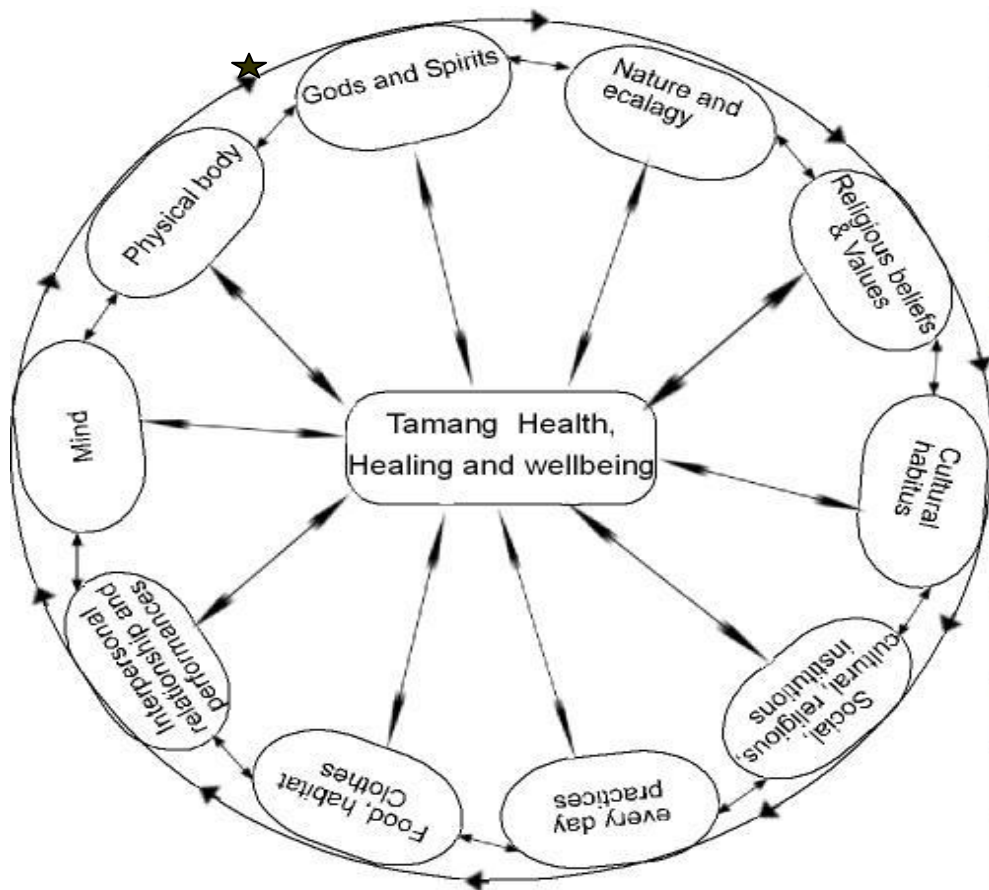 Gods and Spirits
Nature and
ecalagy
Religious beliefs
& Values
Cultural
habitus
Social,
cultural, religious,
institutions
every day
practices
Food, habitat
Clothes
Interpersonal
relationship and
performances
Mind
Physical body
Tamang Health,
Healing and wellbeing